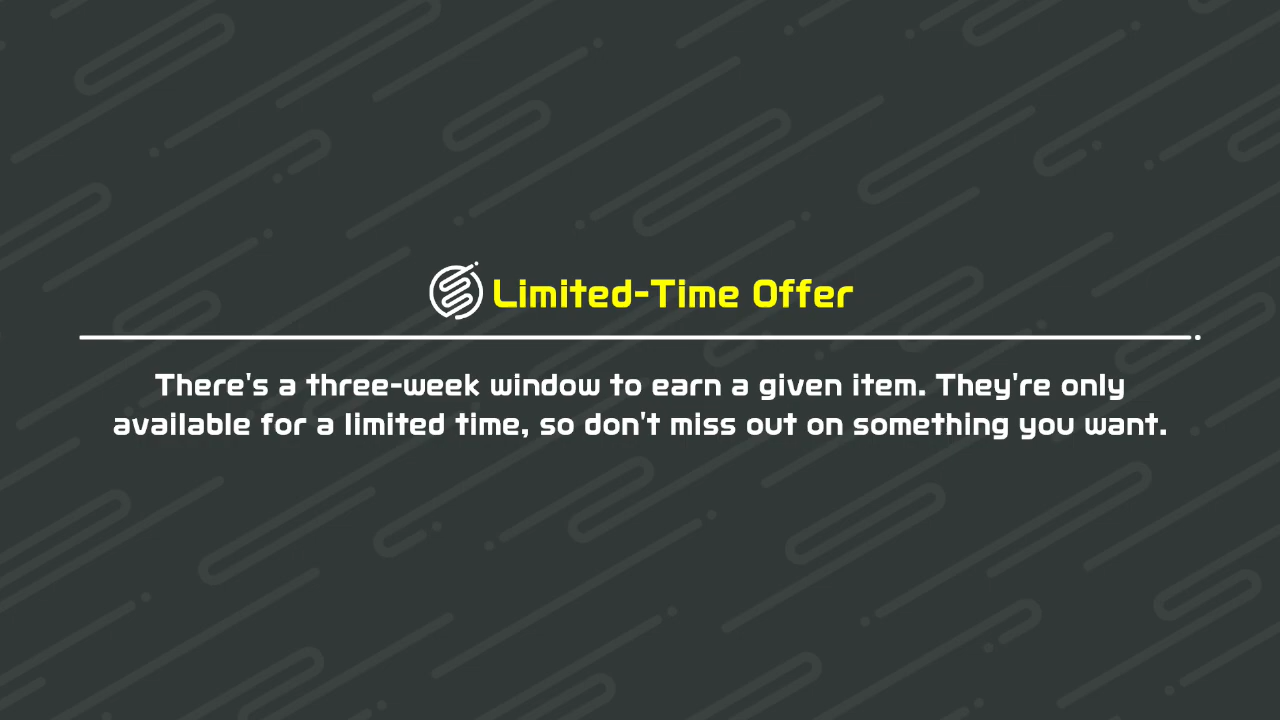 Limited-Time Offer
There's a three-week window to earn a given item. They're only
available for a limited time, so don't miss out on something you want.